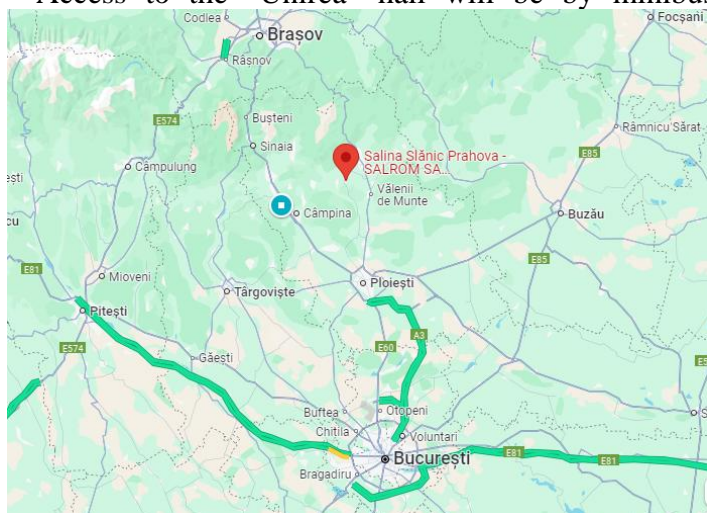 Access to the "Unirea" hall will be by minibus
Codlea
Brașov
Focșani
Râșnov
E574
Bușteni
Râmnicu Sărat
Sinaia
Salina Slănic Prahova -
SALROM SA...
E85
Câmpulung
Vălenii
de Munte
Câmpina
Buzău
E81
Mioveni
E85
Ploiești
Târgoviște
Pitești
A3
E574
E60
Găești
Buftea
Otopeni
Chitila
Voluntari
București
E81
E81
Bragadiru